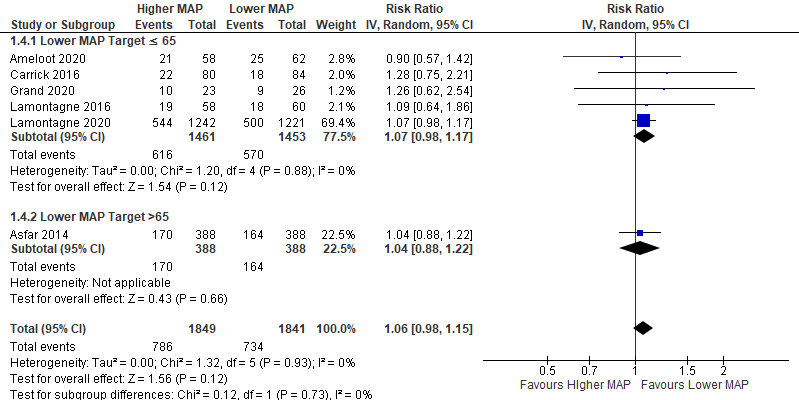 Higher MAP Lower MAP Risk Ratio Risk Ratio
Study or Subgroup Events Total Events Total Weight IV, Random, 95% CI IV, Random, 95% CI
1.4.1 Lower MAP Target ≤ 65
Ameloot 2020 21 58 25 62 2.8% 0.90 [0.57, 1.42]
Carrick 2016 22 80 18 84 2.0% 1.28 [0.75, 2.21]
Grand 2020 10 23 9 26 1.2% 1.26 [0.62, 2.54]
Lamontagne 2016 19 58 18 60 2.1% 1.09 [0.64, 1.86]
Lamontagne 2020 544 1242 500 1221 69.4% 1.07 [0.98, 1.17]
Subtotal (95% CI) 1461 1453 77.5% 1.07 [0.98, 1.17]
Total events 616 570
Heterogeneity: Tau² = 0.00; Chi² = 1.20, df = 4 (P = 0.88); I² = 0%
Test for overall effect: Z = 1.54 (P = 0.12)
1.4.2 Lower MAP Target >65
Asfar 2014 170 388 164 388 22.5% 1.04 [0.88, 1.22]
Subtotal (95% CI) 388 388 22.5% 1.04 [0.88, 1.22]
Total events 170 164
Heterogeneity: Not applicable
Test for overall effect: Z = 0.43 (P = 0.66)
Total (95% CI) 1849 1841 100.0% 1.06 [0.98, 1.15]
Total events 786 734
Heterogeneity: Tau² = 0.00; Chi² = 1.32, df = 5 (P = 0.93); I² = 0%
Test for overall effect: Z = 1.56 (P = 0.12)
Test for subgroup differences: Chi² = 0.12, df = 1 (P = 0.73), I² = 0%
0.5 0.7 1 1.5 2
Favours HIgher MAP Favours Lower MAP